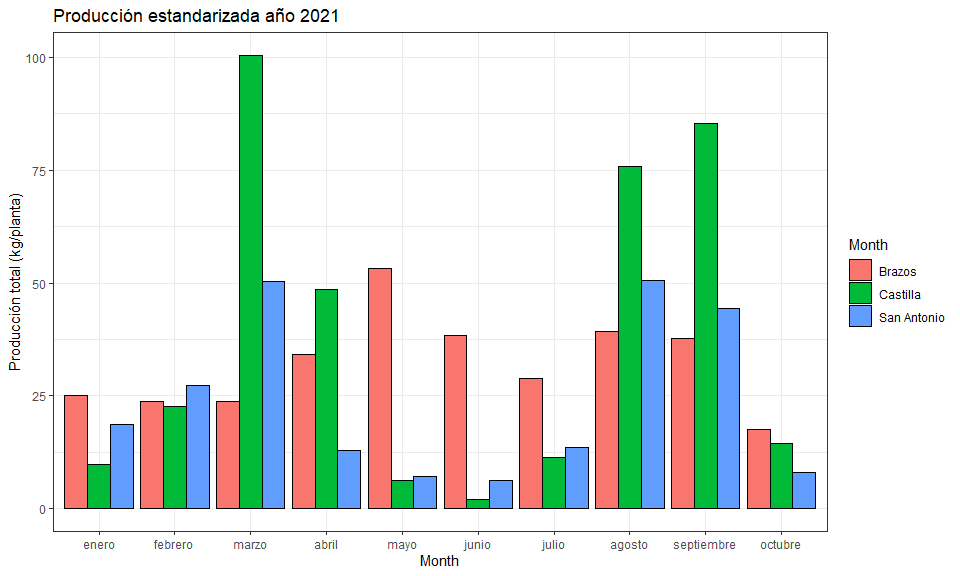 Producción estandarizada año 2021
Producción total (kg/planta)
100
75
50
25
0
enero febrero marzo abril mayo junio julio agosto septiembre octubre
Month
Month
Brazos
Castilla
San Antonio